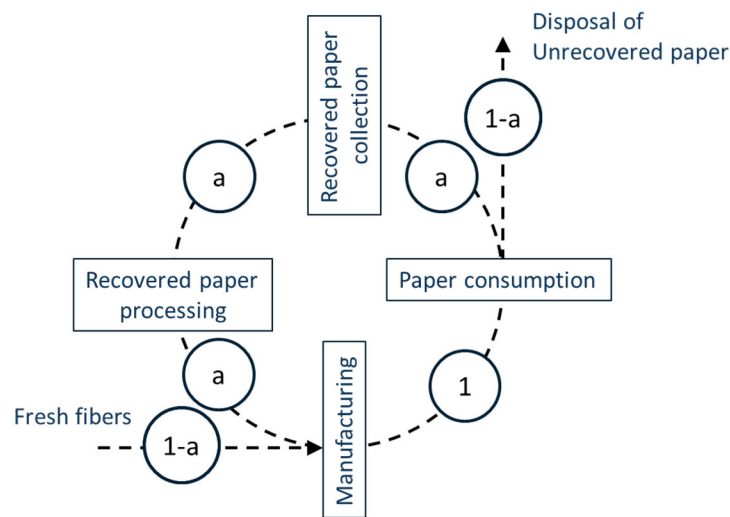 Disposal of
Unrecovered paper
1-a
Recovered paper
collection
a
a
Recovered paper
processing
Paper consumption
a
1
Fresh fibers
1-a
Manufacturing